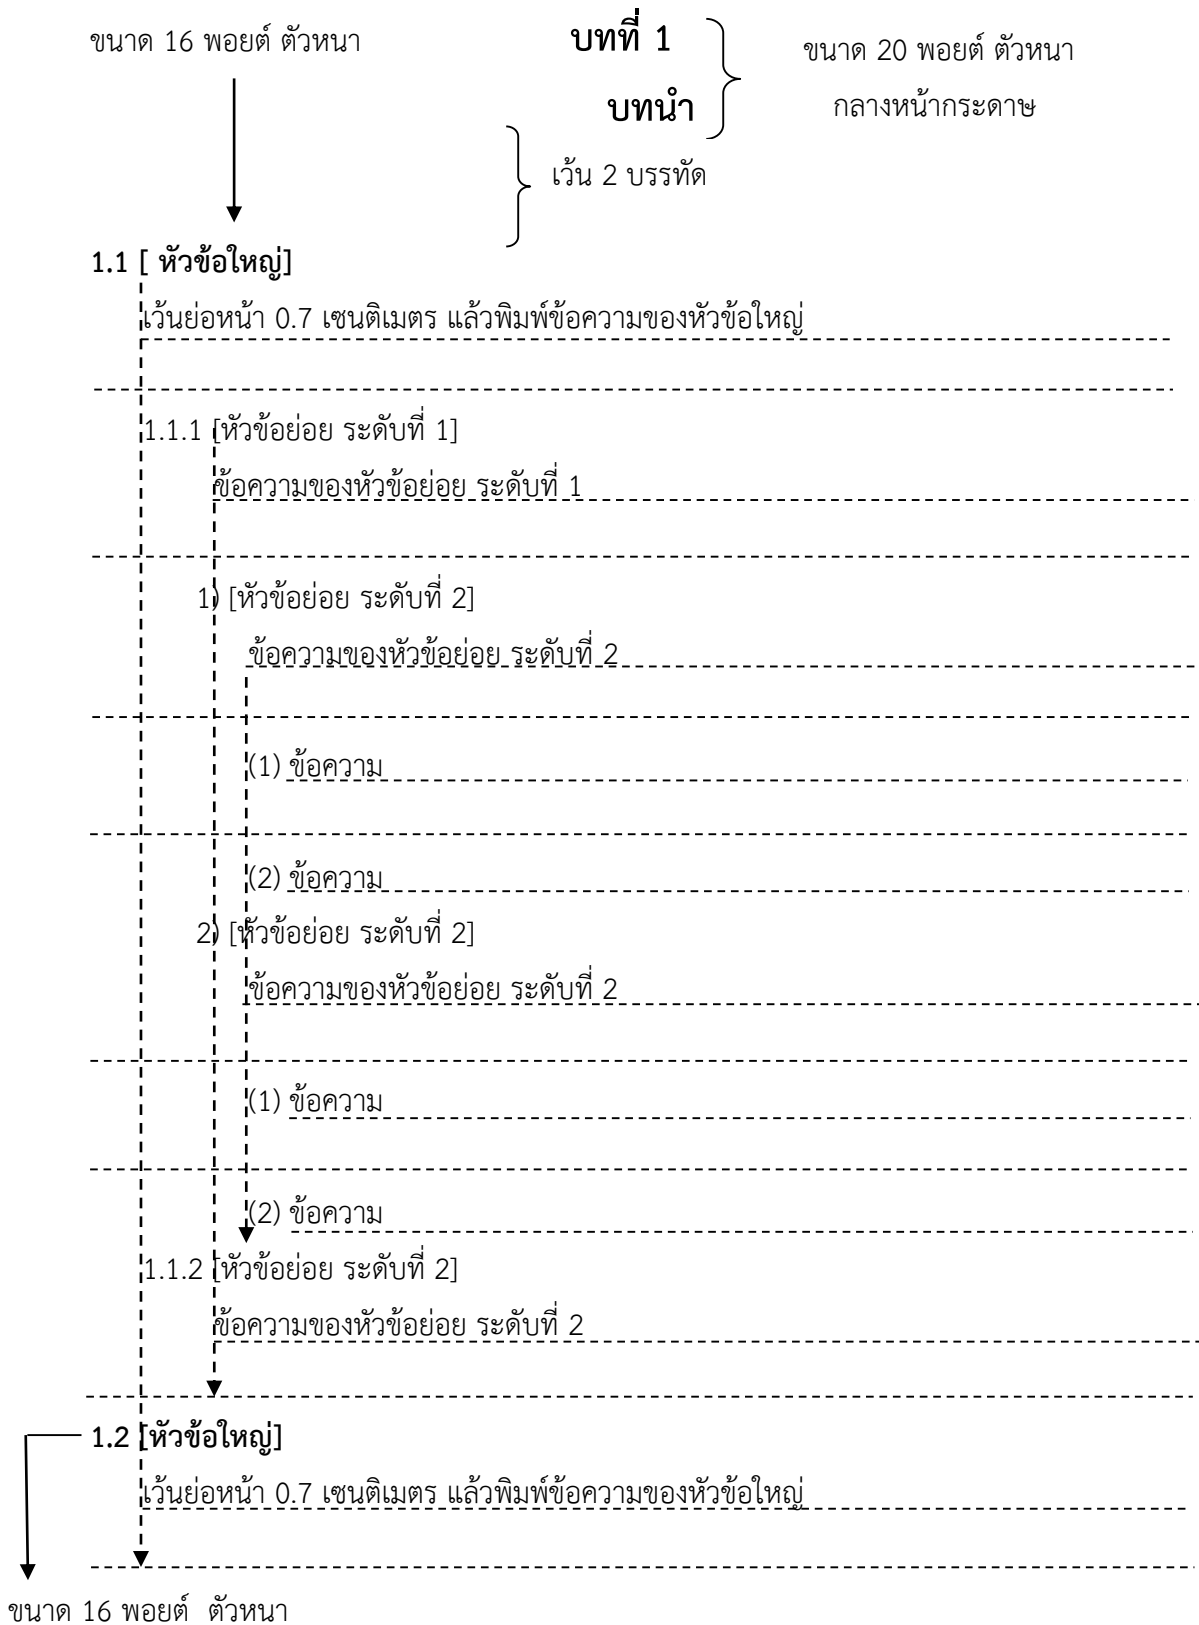 ขนาด 16 พอยต์ ตัวหนา
บทที่ 1
ขนาด 20 พอยต์ ตัวหนา
บทนำ
กลางหน้ากระดาษ
เว้น 2 บรรทัด
1.1 [ หัวข้อใหญ่]
เว้นย่อหน้า 0.7 เซนติเมตร แล้วพิมพ์ข้อความของหัวข้อใหญ่
1.1.1 [หัวข้อย่อย ระดับที่ 1]
ข้อความของหัวข้อย่อย ระดับที่ 1
1) [หัวข้อย่อย ระดับที่ 2]
ข้อความของหัวข้อย่อย ระดับที่ 2
(1) ข้อความ
(2) ข้อความ
2) [หัวข้อย่อย ระดับที่ 2]
ข้อความของหัวข้อย่อย ระดับที่ 2
(1) ข้อความ
(2) ข้อความ
1.1.2 [หัวข้อย่อย ระดับที่ 2]
ข้อความของหัวข้อย่อย ระดับที่ 2
1.2 [หัวข้อใหญ่]
เว้นย่อหน้า 0.7 เซนติเมตร แล้วพิมพ์ข้อความของหัวข้อใหญ่
ขนาด 16 พอยต์ ตัวหนา